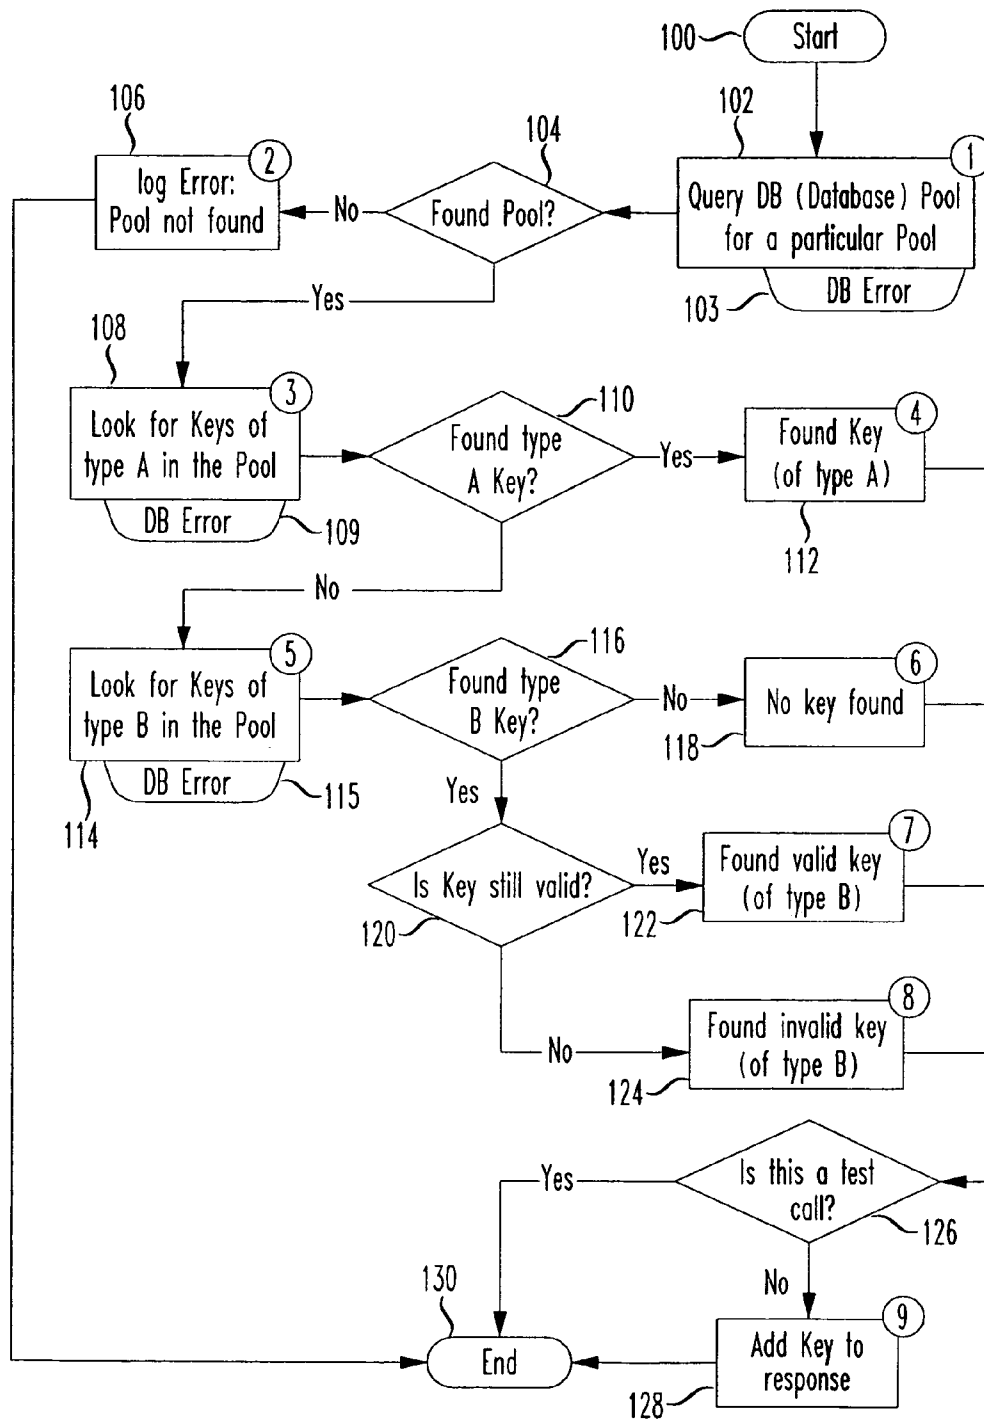 100
Start
106
2
log Error:
Pool not found
No
104
Found Pool?
102
1
Query DB (Database) Pool
for a particular Pool
103
DB Error
Yes
108
3
Look for Keys of
type A in the Pool
DB Error
109
110
Found type
A Key?
Yes
4
Found Key
(of type A)
112
No
5
Look for Keys of
type B in the Pool
114
DB Error
115
116
Found type
B Key?
No
6
No key found
118
Yes
Is Key still valid?
120
Yes
7
Found valid key
(of type B)
122
No
8
Found invalid key
(of type B)
124
Is this a test
call?
126
Yes
No
130
End
9
Add Key to
response
128